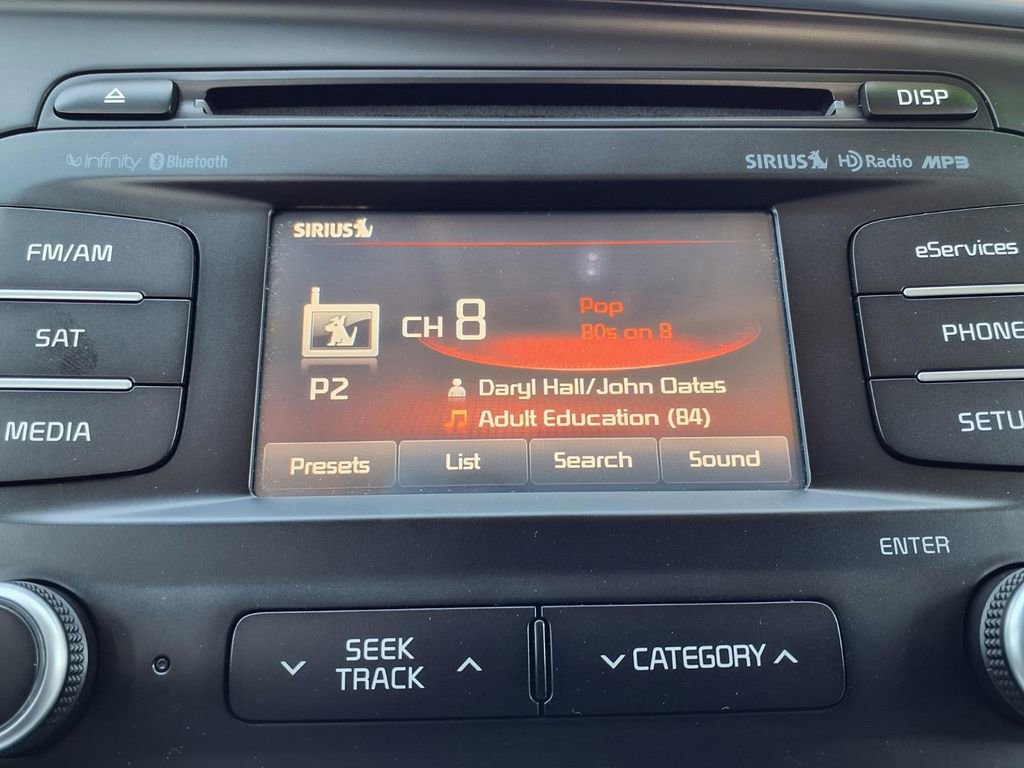 DISP
Infinity Bluetooth
SIRIUS HD Radio MP3
FM/AM
SAT
MEDIA
SIRIUS
CH 8
Pop
80s on 8
P2
Daryl Hall/John Oates
Adult Education (84)
Presets List Search Sound
eServices
PHONE
SETU
ENTER
SEEK
TRACK
CATEGORY